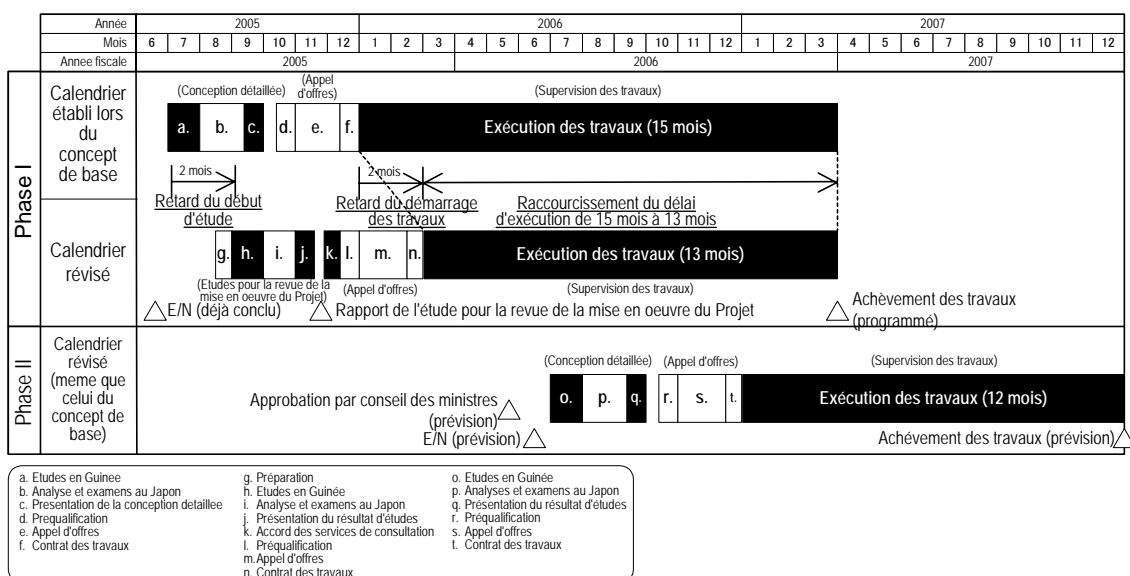 Année 2005 2006 2007
Mois 6 7 8 9 10 11 12 1 2 3 4 5 6 7 8 9 10 11 12 1 2 3 4 5 6 7 8 9 10 11 12
Annee fiscale 2005 2006 2007
Phase I
Calendrier
établi lors
du
concept
de base
(Conception détaillée)
(Appel
d'offres)
(Supervision des travaux)
a. b. c. d. e. f. Exécution des travaux (15 mois)
2 mois
Retard du début
d'étude
2 mois
Retard du démarrage
des travaux
Raccourcissement du délai
d'exécution de 15 mois à 13 mois
Calendrier
révisé
g. h. i. j. k. l. m. n. Exécution des travaux (13 mois)
(Etudes pour la revue de la
mise en oeuvre du Projet)
(Appel d'offres)
(Supervision des travaux)
E/N (déjà conclu)
Rapport de l'étude pour la revue de la mise en oeuvre du Projet
Achèvement des travaux
(programmé)
Phase II
Calendrier
révisé
(meme que
celui du
concept de
base)
(Conception détaillée)
(Appel d'offres)
(Supervision des travaux)
o. p. q. r. s. t. Exécution des travaux (12 mois)
Approbation par conseil des ministres
(prévision)
E/N (prévision)
Achévement des travaux (prévision)
a. Etudes en Guinee
b. Analyse et examens au Japon
c. Presentation de la conception detaillee
d. Prequalification
e. Appel d'offres
f. Contrat des travaux
g. Préparation
h. Etudes en Guinée
i. Analyse et examens au Japon
j. Présentation du résultat d'études
k. Accord des services de consultation
l. Préqualification
m.Appel d'offres
n. Contrat des travaux
o. Etudes en Guinée
p. Analyses et examens au Japon
q. Présentation du résultat d'études
r. Préqualification
s. Appel d'offres
t. Contrat des travaux